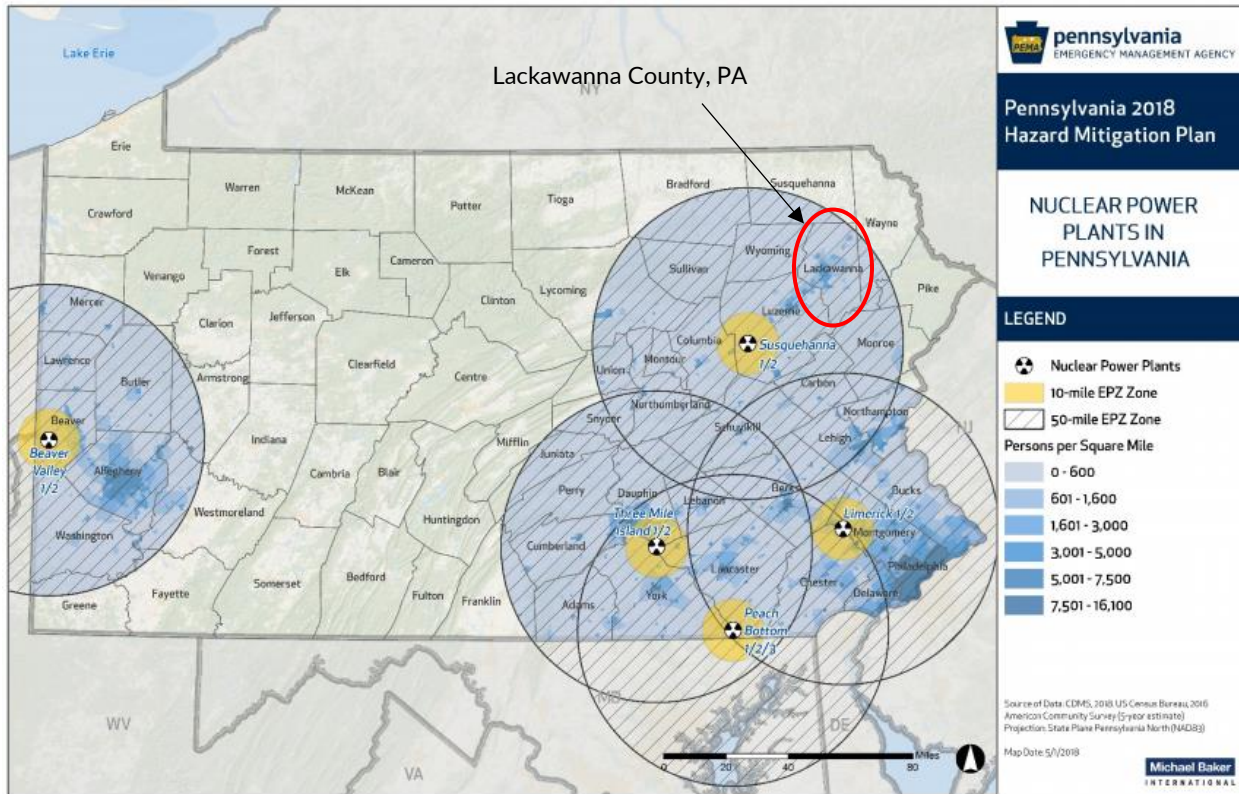 Lake Erie
Lackawanna County, PA
NY
Erie
Warren
McKean
Potter
Tioga
Bradford
Susquehanna
Crawford
Wayne
Forest
Elk
Cameron
Wyoming
Lackawanna
Sullivan
Venango
Clinton
Lycoming
Pike
Mercer
Clarion
Jefferson
Luzerne
Columbia
Susquehanna
1/2
Monroe
Lawrence
Butler
Clearfield
Centre
Union
Montour
Carbon
Armstrong
Northumberland
Northampton
Snyder
Schuylkill
Lehigh
NJ
Beaver
Mifflin
Juniata
Beaver
Valley
1/2
Allegheny
Indiana
Cambria
Blair
Perry
Dauphin
Lebanon
Berks
Bucks
Westmoreland
Huntingdon
Three Mile
Island 1/2
Limerick 1/2
Montgomery
Washington
Cumberland
Lancaster
Philadelphia
Somerset
Bedford
Fulton
Franklin
Adams
York
Chester
Delaware
Greene
Fayette
Peach
Bottom
1/2/3
WV
MD
DE
VA
0 20 40 80
Miles
PEMA
pennsylvania
EMERGENCY MANAGEMENT AGENCY
Pennsylvania 2018
Hazard Mitigation Plan
NUCLEAR POWER
PLANTS IN
PENNSYLVANIA
LEGEND
Nuclear Power Plants
10-mile EPZ Zone
50-mile EPZ Zone
Persons per Square Mile
0 - 600
601 - 1,600
1,601 - 3,000
3,001 - 5,000
5,001 - 7,500
7,501 - 16,100
Source of Data: CDMS, 2018; US Census Bureau, 2016
American Community Survey (5-year estimate)
Projection: State Plane Pennsylvania North (NAD83)
Map Date: 5/1/2018
Michael Baker
INTERNATIONAL